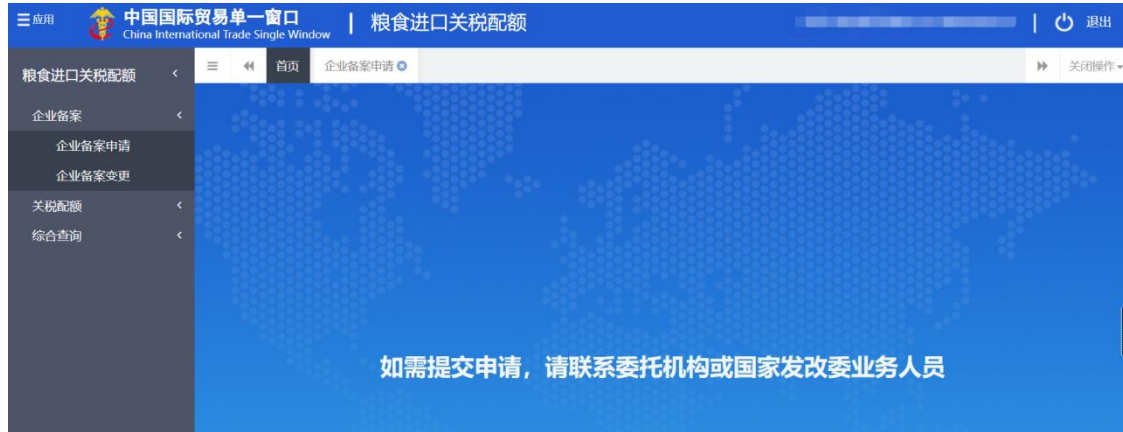 应用
中国国际贸易单一窗口
China International Trade Single Window
粮食进口关税配额
退出
粮食进口关税配额
首页
企业备案申请
关闭操作
企业备案
企业备案申请
企业备案变更
关税配额
综合查询
如需提交申请，请联系委托机构或国家发改委业务人员